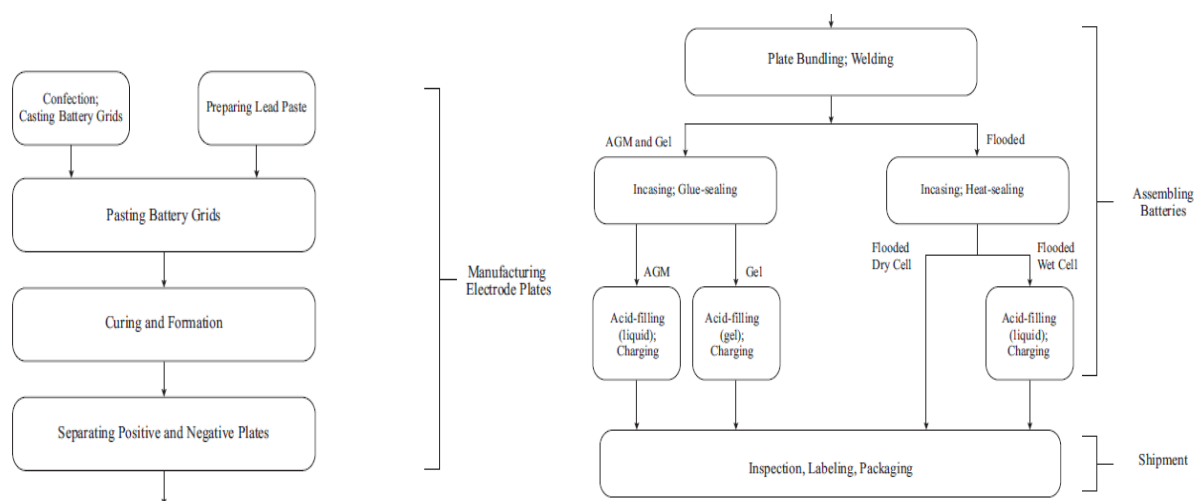 Confection;
Casting Battery Grids
Preparing Lead Paste
Pasting Battery Grids
Curing and Formation
Separating Positive and Negative Plates
Manufacturing
Electrode Plates
Plate Bundling; Welding
AGM and Gel
Flooded
Incasing; Glue-sealing
Incasing; Heat-sealing
AGM
Gel
Flooded
Dry Cell
Flooded
Wet Cell
Acid-filling
(liquid);
Charging
Acid-filling
(gel);
Charging
Acid-filling
(liquid);
Charging
Assembling
Batteries
Inspection, Labeling, Packaging
Shipment